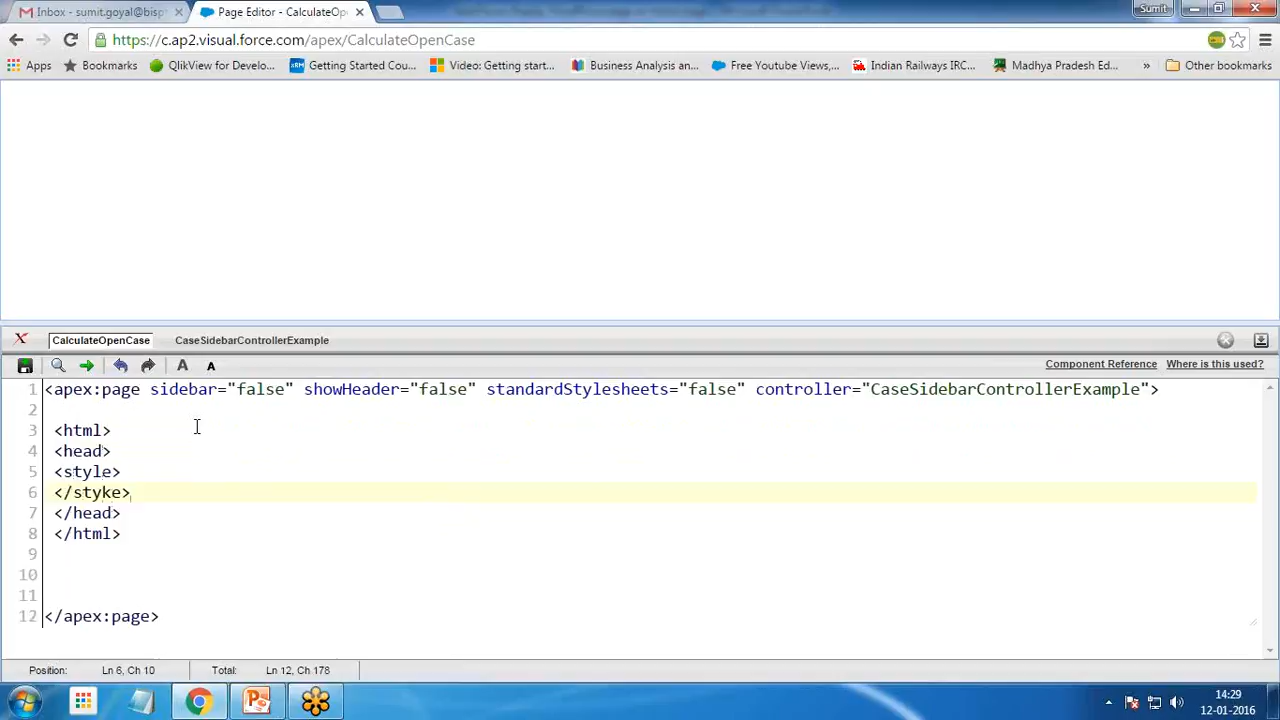 Inbox - sumit.goyal@bisp
Page Editor - CalculateOpe
Sumit
https://c.ap2.visual.force.com/apex/CalculateOpenCase
Apps Bookmarks QlikView for Develo... Getting Started Cou... Video: Getting start... Business Analysis an... Free Youtube Views,... Indian Railways IRC... Madhya Pradesh Ed... » Other bookmarks
CalculateOpenCase CaseSidebarControllerExample
A A Component Reference Where is this used?
1 <apex:page sidebar="false" showHeader="false" standardStylesheets="false" controller="CaseSidebarControllerExample">
2
3 <html>
4 <head>
5 <style>
6 </styke>
7 </head>
8 </html>
9
10
11
12 </apex:page>
Position: Ln 6, Ch 10 Total: Ln 12, Ch 178
14:29
12-01-2016